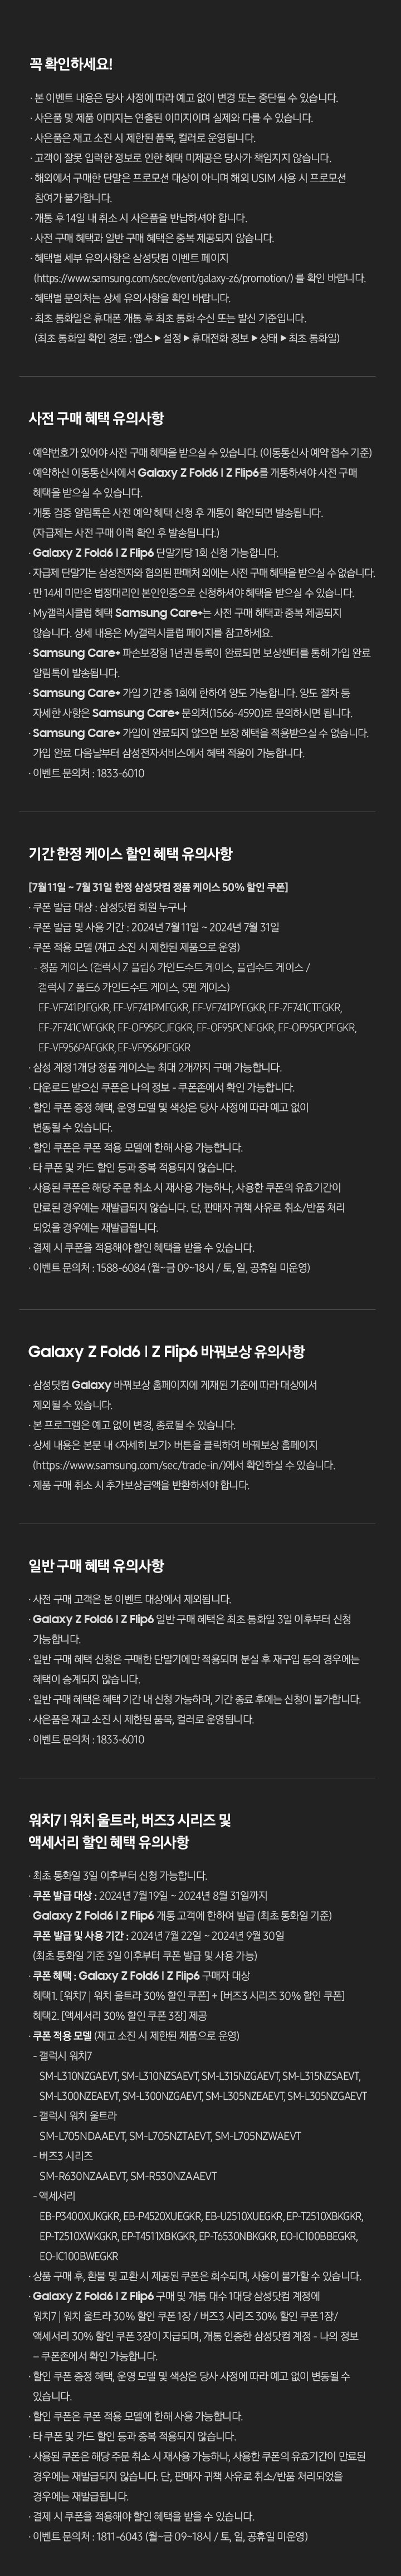 꼭 확인하세요!
· 본 이벤트 내용은 당사 사정에 따라 예고 없이 변경 또는 중단될 수 있습니다.
· 사은품 및 제품 이미지는 연출된 이미지이며 실제와 다를 수 있습니다.
· 사은품은 재고 소진 시 제한된 품목, 컬러로 운영됩니다.
· 고객이 잘못 입력한 정보로 인한 혜택 미제공은 당사가 책임지지 않습니다.
· 해외에서 구매한 단말은 프로모션 대상이 아니며 해외 USIM 사용 시 프로모션
참여가 불가합니다.
· 개통 후 14일 내 취소 시 사은품을 반납하셔야 합니다.
· 사전 구매 혜택과 일반 구매 혜택은 중복 제공되지 않습니다.
· 혜택별 세부 유의사항은 삼성닷컴 이벤트 페이지
(https://www.samsung.com/sec/event/galaxy-z6/promotion/) 를 확인 바랍니다.
· 혜택별 문의처는 상세 유의사항을 확인 바랍니다.
· 최초 통화일은 휴대폰 개통 후 최초 통화 수신 또는 발신 기준입니다.
(최초 통화일 확인 경로 : 앱스 ▶ 설정 ▶ 휴대전화 정보 ▶ 상태 ▶ 최초 통화일)
사전 구매 혜택 유의사항
· 예약번호가 있어야 사전 구매 혜택을 받으실 수 있습니다. (이동통신사 예약 접수 기준)
· 예약하신 이동통신사에서 Galaxy Z Fold6 | Z Flip6를 개통하셔야 사전 구매
혜택을 받으실 수 있습니다.
· 개통 검증 알림톡은 사전 예약 혜택 신청 후 개통이 확인되면 발송됩니다.
(자급제는 사전 구매 이력 확인 후 발송됩니다.)
· Galaxy Z Fold6 | Z Flip6 단말기당 1회 신청 가능합니다.
· 자급제 단말기는 삼성전자와 협의된 판매처 외에는 사전 구매 혜택을 받으실 수 없습니다.
· 만 14세 미만은 법정대리인 본인인증으로 신청하셔야 혜택을 받으실 수 있습니다.
· My갤럭시클럽 혜택 Samsung Care+는 사전 구매 혜택과 중복 제공되지
않습니다. 상세 내용은 My갤럭시클럽 페이지를 참고하세요.
· Samsung Care+ 파손보장형 1년권 등록이 완료되면 보상센터를 통해 가입 완료
알림톡이 발송됩니다.
· Samsung Care+ 가입 기간 중 1회에 한하여 양도 가능합니다. 양도 절차 등
자세한 사항은 Samsung Care+ 문의처(1566-4590)로 문의하시면 됩니다.
· Samsung Care+ 가입이 완료되지 않으면 보장 혜택을 적용받으실 수 없습니다.
가입 완료 다음날부터 삼성전자서비스에서 혜택 적용이 가능합니다.
· 이벤트 문의처 : 1833-6010
기간 한정 케이스 할인 혜택 유의사항
[7월 11일 ~ 7월 31일 한정 삼성닷컴 정품 케이스 50% 할인 쿠폰]
· 쿠폰 발급 대상 : 삼성닷컴 회원 누구나
· 쿠폰 발급 및 사용 기간 : 2024년 7월 11일 ~ 2024년 7월 31일
· 쿠폰 적용 모델 (재고 소진 시 제한된 제품으로 운영)
- 정품 케이스 (갤럭시 Z 플립6 카인드수트 케이스, 플립수트 케이스 /
갤럭시 Z 폴드6 카인드수트 케이스, S펜 케이스)
EF-VF741PJEGKR, EF-VF741PMEGKR, EF-VF741PYEGKR, EF-ZF741CTEGKR,
EF-ZF741CWEGKR, EF-OF95PCJEGKR, EF-OF95PCNEGKR, EF-OF95PCPEGKR,
EF-VF956PAEGKR, EF-VF956PJEGKR
· 삼성 계정 1개당 정품 케이스는 최대 2개까지 구매 가능합니다.
· 다운로드 받으신 쿠폰은 나의 정보 - 쿠폰존에서 확인 가능합니다.
· 할인 쿠폰 증정 혜택, 운영 모델 및 색상은 당사 사정에 따라 예고 없이
변동될 수 있습니다.
· 할인 쿠폰은 쿠폰 적용 모델에 한해 사용 가능합니다.
· 타 쿠폰 및 카드 할인 등과 중복 적용되지 않습니다.
· 사용된 쿠폰은 해당 주문 취소 시 재사용 가능하나, 사용한 쿠폰의 유효기간이
만료된 경우에는 재발급되지 않습니다. 단, 판매자 귀책 사유로 취소/반품 처리
되었을 경우에는 재발급됩니다.
· 결제 시 쿠폰을 적용해야 할인 혜택을 받을 수 있습니다.
· 이벤트 문의처 : 1588-6084 (월~금 09~18시 / 토, 일, 공휴일 미운영)
Galaxy Z Fold6 | Z Flip6 바꿔보상 유의사항
· 삼성닷컴 Galaxy 바꿔보상 홈페이지에 게재된 기준에 따라 대상에서
제외될 수 있습니다.
· 본 프로그램은 예고 없이 변경, 종료될 수 있습니다.
· 상세 내용은 본문 내 <자세히 보기> 버튼을 클릭하여 바꿔보상 홈페이지
(https://www.samsung.com/sec/trade-in/)에서 확인하실 수 있습니다.
· 제품 구매 취소 시 추가보상금액을 반환하셔야 합니다.
일반 구매 혜택 유의사항
· 사전 구매 고객은 본 이벤트 대상에서 제외됩니다.
· Galaxy Z Fold6 | Z Flip6 일반 구매 혜택은 최초 통화일 3일 이후부터 신청
가능합니다.
· 일반 구매 혜택 신청은 구매한 단말기에만 적용되며 분실 후 재구입 등의 경우에는
혜택이 승계되지 않습니다.
· 일반 구매 혜택은 혜택 기간 내 신청 가능하며, 기간 종료 후에는 신청이 불가합니다.
· 사은품은 재고 소진 시 제한된 품목, 컬러로 운영됩니다.
· 이벤트 문의처 : 1833-6010
워치7 | 워치 울트라, 버즈3 시리즈 및
액세서리 할인 혜택 유의사항
· 최초 통화일 3일 이후부터 신청 가능합니다.
· 쿠폰 발급 대상 : 2024년 7월 19일 ~ 2024년 8월 31일까지
Galaxy Z Fold6 | Z Flip6 개통 고객에 한하여 발급 (최초 통화일 기준)
쿠폰 발급 및 사용 기간 : 2024년 7월 22일 ~ 2024년 9월 30일
(최초 통화일 기준 3일 이후부터 쿠폰 발급 및 사용 가능)
· 쿠폰 혜택 : Galaxy Z Fold6 | Z Flip6 구매자 대상
혜택1. [워치7 | 워치 울트라 30% 할인 쿠폰] + [버즈3 시리즈 30% 할인 쿠폰]
혜택2. [액세서리 30% 할인 쿠폰 3장] 제공
· 쿠폰 적용 모델 (재고 소진 시 제한된 제품으로 운영)
- 갤럭시 워치7
SM-L310NZGAEVT, SM-L310NZSAEVT, SM-L315NZGAEVT, SM-L315NZSAEVT,
SM-L300NZEAEVT, SM-L300NZGAEVT, SM-L305NZEAEVT, SM-L305NZGAEVT
- 갤럭시 워치 울트라
SM-L705NDAAEVT, SM-L705NZTAEVT, SM-L705NZWAEVT
- 버즈3 시리즈
SM-R630NZAAEVT, SM-R530NZAAEVT
- 액세서리
EB-P3400XUKGKR, EB-P4520XUEGKR, EB-U2510XUEGKR, EP-T2510XBKGKR,
EP-T2510XWKGKR, EP-T4511XBKGKR, EP-T6530NBKGKR, EO-IC100BBEGKR,
EO-IC100BWEGKR
· 상품 구매 후, 환불 및 교환 시 제공된 쿠폰은 회수되며, 사용이 불가할 수 있습니다.
· Galaxy Z Fold6 | Z Flip6 구매 및 개통 대수 1대당 삼성닷컴 계정에
워치7 | 워치 울트라 30% 할인 쿠폰 1장 / 버즈3 시리즈 30% 할인 쿠폰 1장/
액세서리 30% 할인 쿠폰 3장이 지급되며, 개통 인증한 삼성닷컴 계정 - 나의 정보
– 쿠폰존에서 확인 가능합니다.
· 할인 쿠폰 증정 혜택, 운영 모델 및 색상은 당사 사정에 따라 예고 없이 변동될 수
있습니다.
· 할인 쿠폰은 쿠폰 적용 모델에 한해 사용 가능합니다.
· 타 쿠폰 및 카드 할인 등과 중복 적용되지 않습니다.
· 사용된 쿠폰은 해당 주문 취소 시 재사용 가능하나, 사용한 쿠폰의 유효기간이 만료된
경우에는 재발급되지 않습니다. 단, 판매자 귀책 사유로 취소/반품 처리되었을
경우에는 재발급됩니다.
· 결제 시 쿠폰을 적용해야 할인 혜택을 받을 수 있습니다.
· 이벤트 문의처 : 1811-6043 (월~금 09~18시 / 토, 일, 공휴일 미운영)